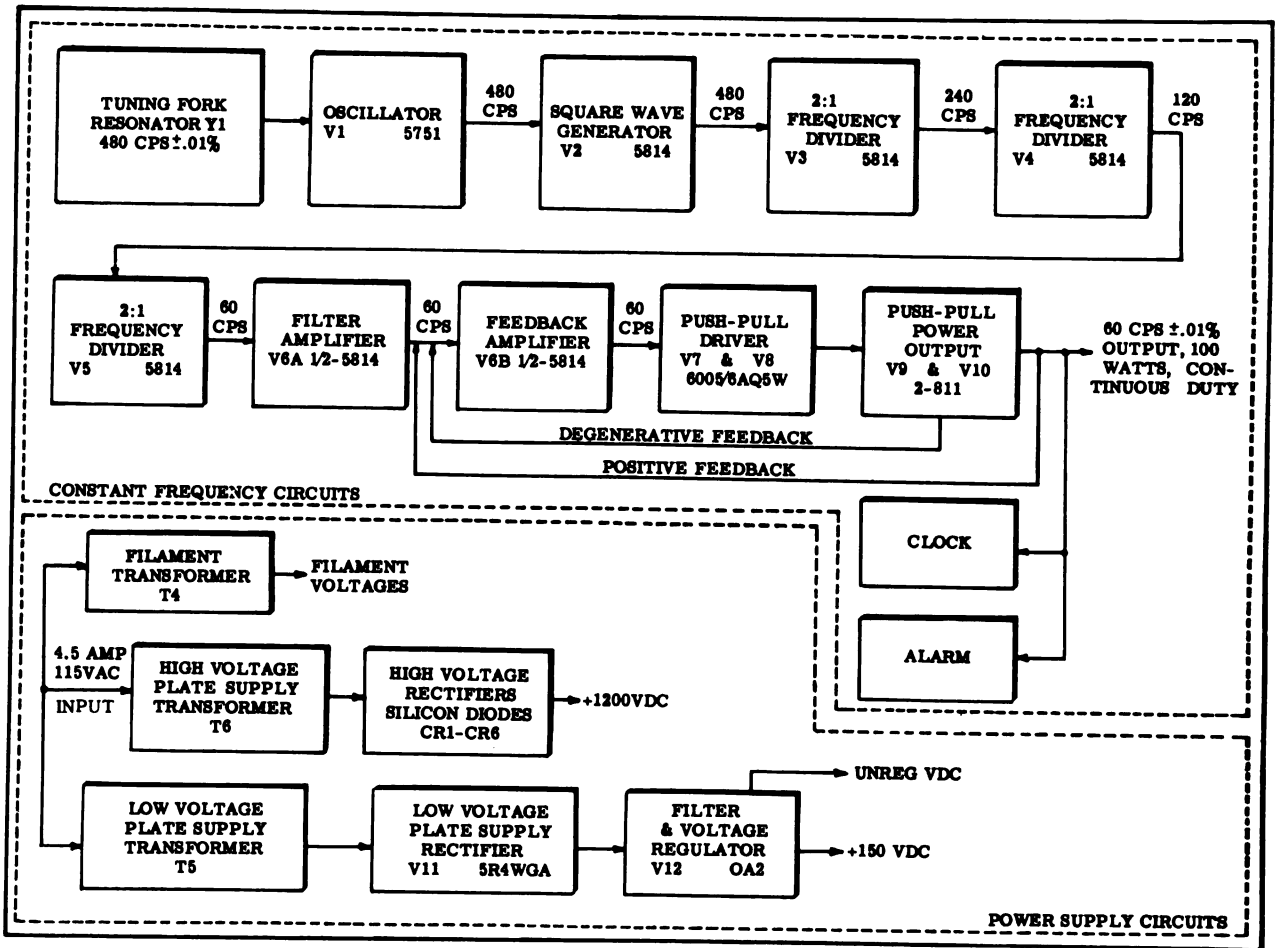 TUNING FORK
RESONATOR Y1
480 CPS±.01%
OSCILLATOR
V1 5751
480
CPS
SQUARE WAVE
GENERATOR
V2 5814
480
CPS
2:1
FREQUENCY
DIVIDER
V3 5814
240
CPS
2:1
FREQUENCY
DIVIDER
V4 5814
120
CPS
2:1
FREQUENCY
DIVIDER
V5 5814
60
CPS
FILTER
AMPLIFIER
V6A 1/2-5814
60
CPS
FEEDBACK
AMPLIFIER
V6B 1/2-5814
60
CPS
PUSH-PULL
DRIVER
V7 & V8
6005/6AQ5W
PUSH-PULL
POWER
OUTPUT
V9 & V10
2-811
60 CPS ±.01%
OUTPUT, 100
WATTS, CON-
TINUOUS DUTY
DEGENERATIVE FEEDBACK
POSITIVE FEEDBACK
CONSTANT FREQUENCY CIRCUITS
CLOCK
ALARM
FILAMENT
TRANSFORMER
T4
FILAMENT
VOLTAGES
4.5 AMP
115VAC
INPUT
HIGH VOLTAGE
PLATE SUPPLY
TRANSFORMER
T6
HIGH VOLTAGE
RECTIFIERS
SILICON DIODES
CR1-CR6
+1200VDC
LOW VOLTAGE
PLATE SUPPLY
TRANSFORMER
T5
LOW VOLTAGE
PLATE SUPPLY
RECTIFIER
V11 5R4WGA
FILTER
& VOLTAGE
REGULATOR
V12 OA2
UNREG VDC
+150 VDC
POWER SUPPLY CIRCUITS